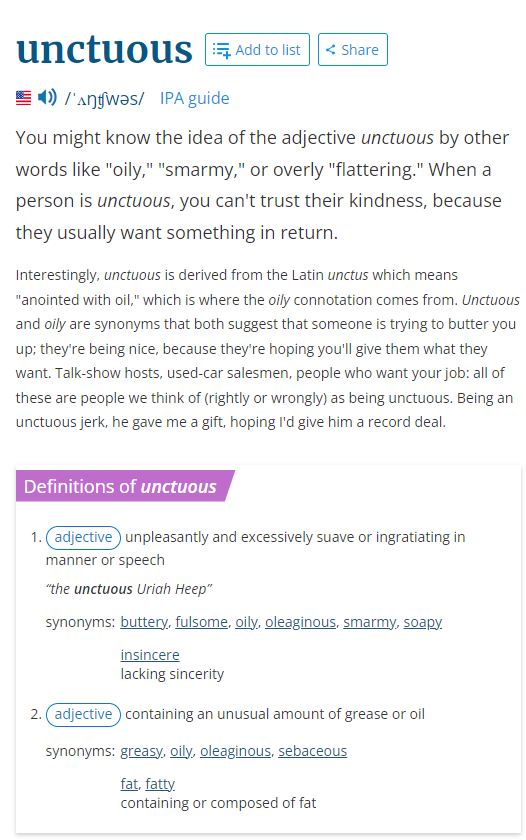 unctuous Add to list Share
/ˈʌŋtʃwəs/ IPA guide
You might know the idea of the adjective unctuous by other
words like "oily," "smarmy," or overly "flattering." When a
person is unctuous, you can't trust their kindness, because
they usually want something in return.
Interestingly, unctuous is derived from the Latin unctus which means
"anointed with oil," which is where the oily connotation comes from. Unctuous
and oily are synonyms that both suggest that someone is trying to butter you
up; they're being nice, because they're hoping you'll give them what they
want. Talk-show hosts, used-car salesmen, people who want your job: all of
these are people we think of (rightly or wrongly) as being unctuous. Being an
unctuous jerk, he gave me a gift, hoping I'd give him a record deal.
Definitions of unctuous
1. adjective unpleasantly and excessively suave or ingratiating in
manner or speech
“the unctuous Uriah Heep”
synonyms: buttery, fulsome, oily, oleaginous, smarmy, soapy
insincere
lacking sincerity
2. adjective containing an unusual amount of grease or oil
synonyms: greasy, oily, oleaginous, sebaceous
fat, fatty
containing or composed of fat